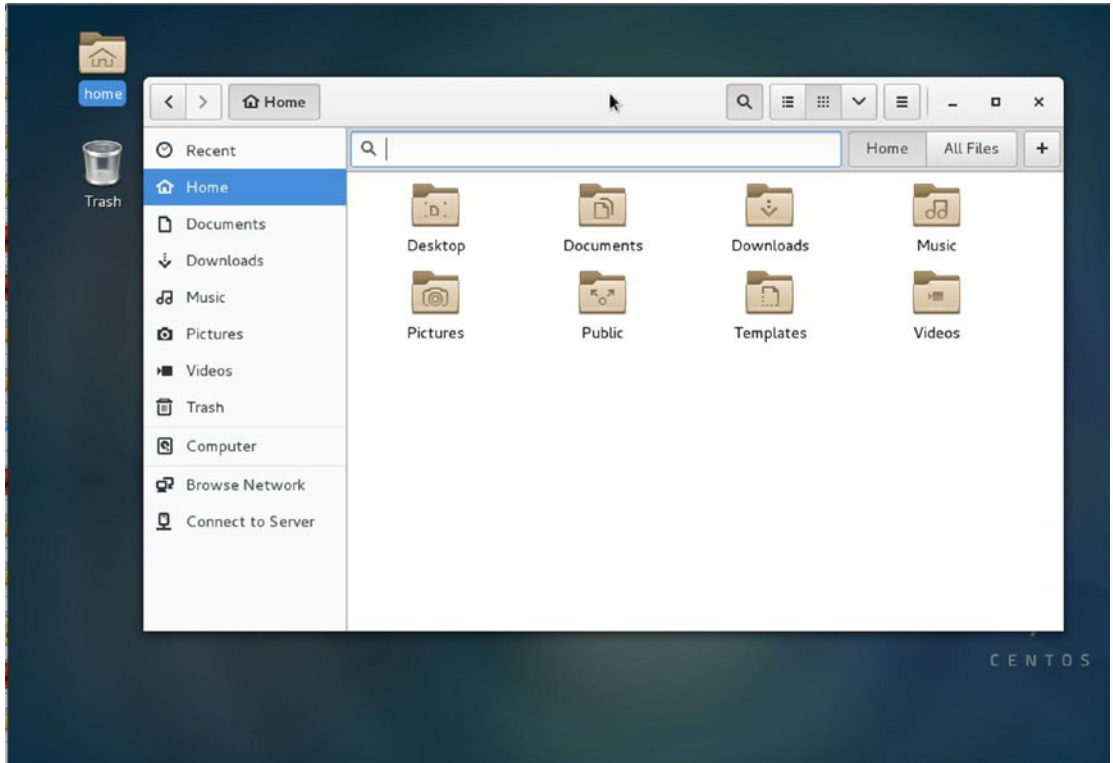 home
Trash
Home
Home
All Files
Recent
Home
Documents
Downloads
Music
Pictures
Videos
Trash
Computer
Browse Network
Connect to Server
Desktop
Documents
Downloads
Music
Pictures
Public
Templates
Videos
CENTOS